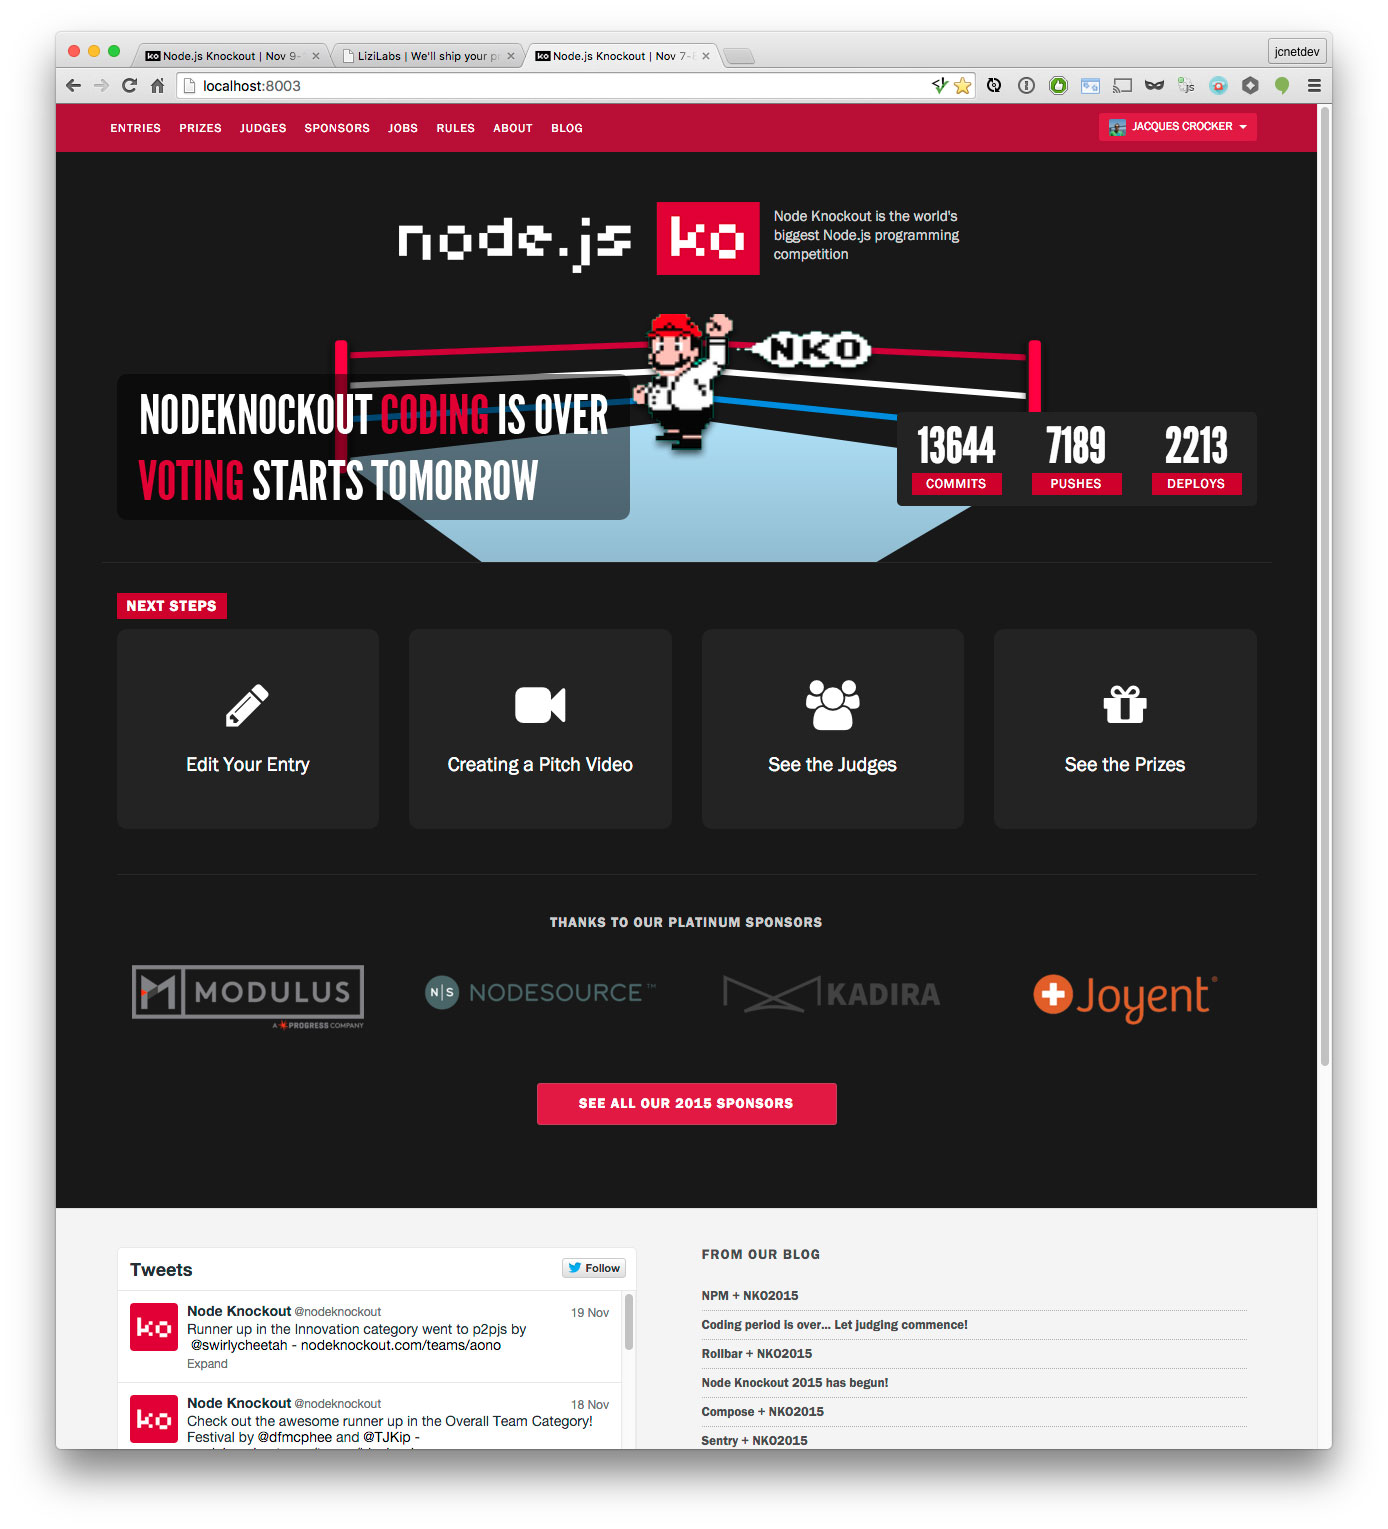 Node.js Knockout | Nov 9-
LiziLabs | We'll ship your p
Node.js Knockout | Nov 7-
jcnetdev
localhost:8003
ENTRIES PRIZES JUDGES SPONSORS JOBS RULES ABOUT BLOG
JACQUES CROCKER
node.js ko
Node Knockout is the world's
biggest Node.js programming
competition
NKO
NODEKNOCKOUT CODING IS OVER
VOTING STARTS TOMORROW
13644 7189 2213
COMMITS PUSHES DEPLOYS
NEXT STEPS
Edit Your Entry
Creating a Pitch Video
See the Judges
See the Prizes
THANKS TO OUR PLATINUM SPONSORS
MODULUS
A PROGRESS COMPANY
N|S NODESOURCE™
KADIRA
Joyent
SEE ALL OUR 2015 SPONSORS
Tweets
Follow
ko
Node Knockout @nodeknockout 19 Nov
Runner up in the Innovation category went to p2pjs by
@swirlycheetah - nodeknockout.com/teams/aono
Expand
ko
Node Knockout @nodeknockout 18 Nov
Check out the awesome runner up in the Overall Team Category!
Festival by @dfmcphee and @TJKip -
FROM OUR BLOG
NPM + NKO2015
Coding period is over... Let judging commence!
Rollbar + NKO2015
Node Knockout 2015 has begun!
Compose + NKO2015
Sentry + NKO2015